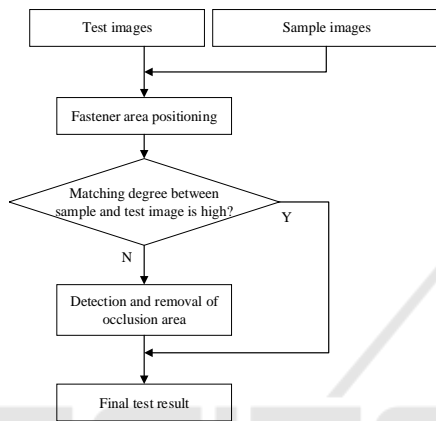 Test images
Sample images
Fastener area positioning
Matching degree between
sample and test image is high?
Y
N
Detection and removal of
occlusion area
Final test result